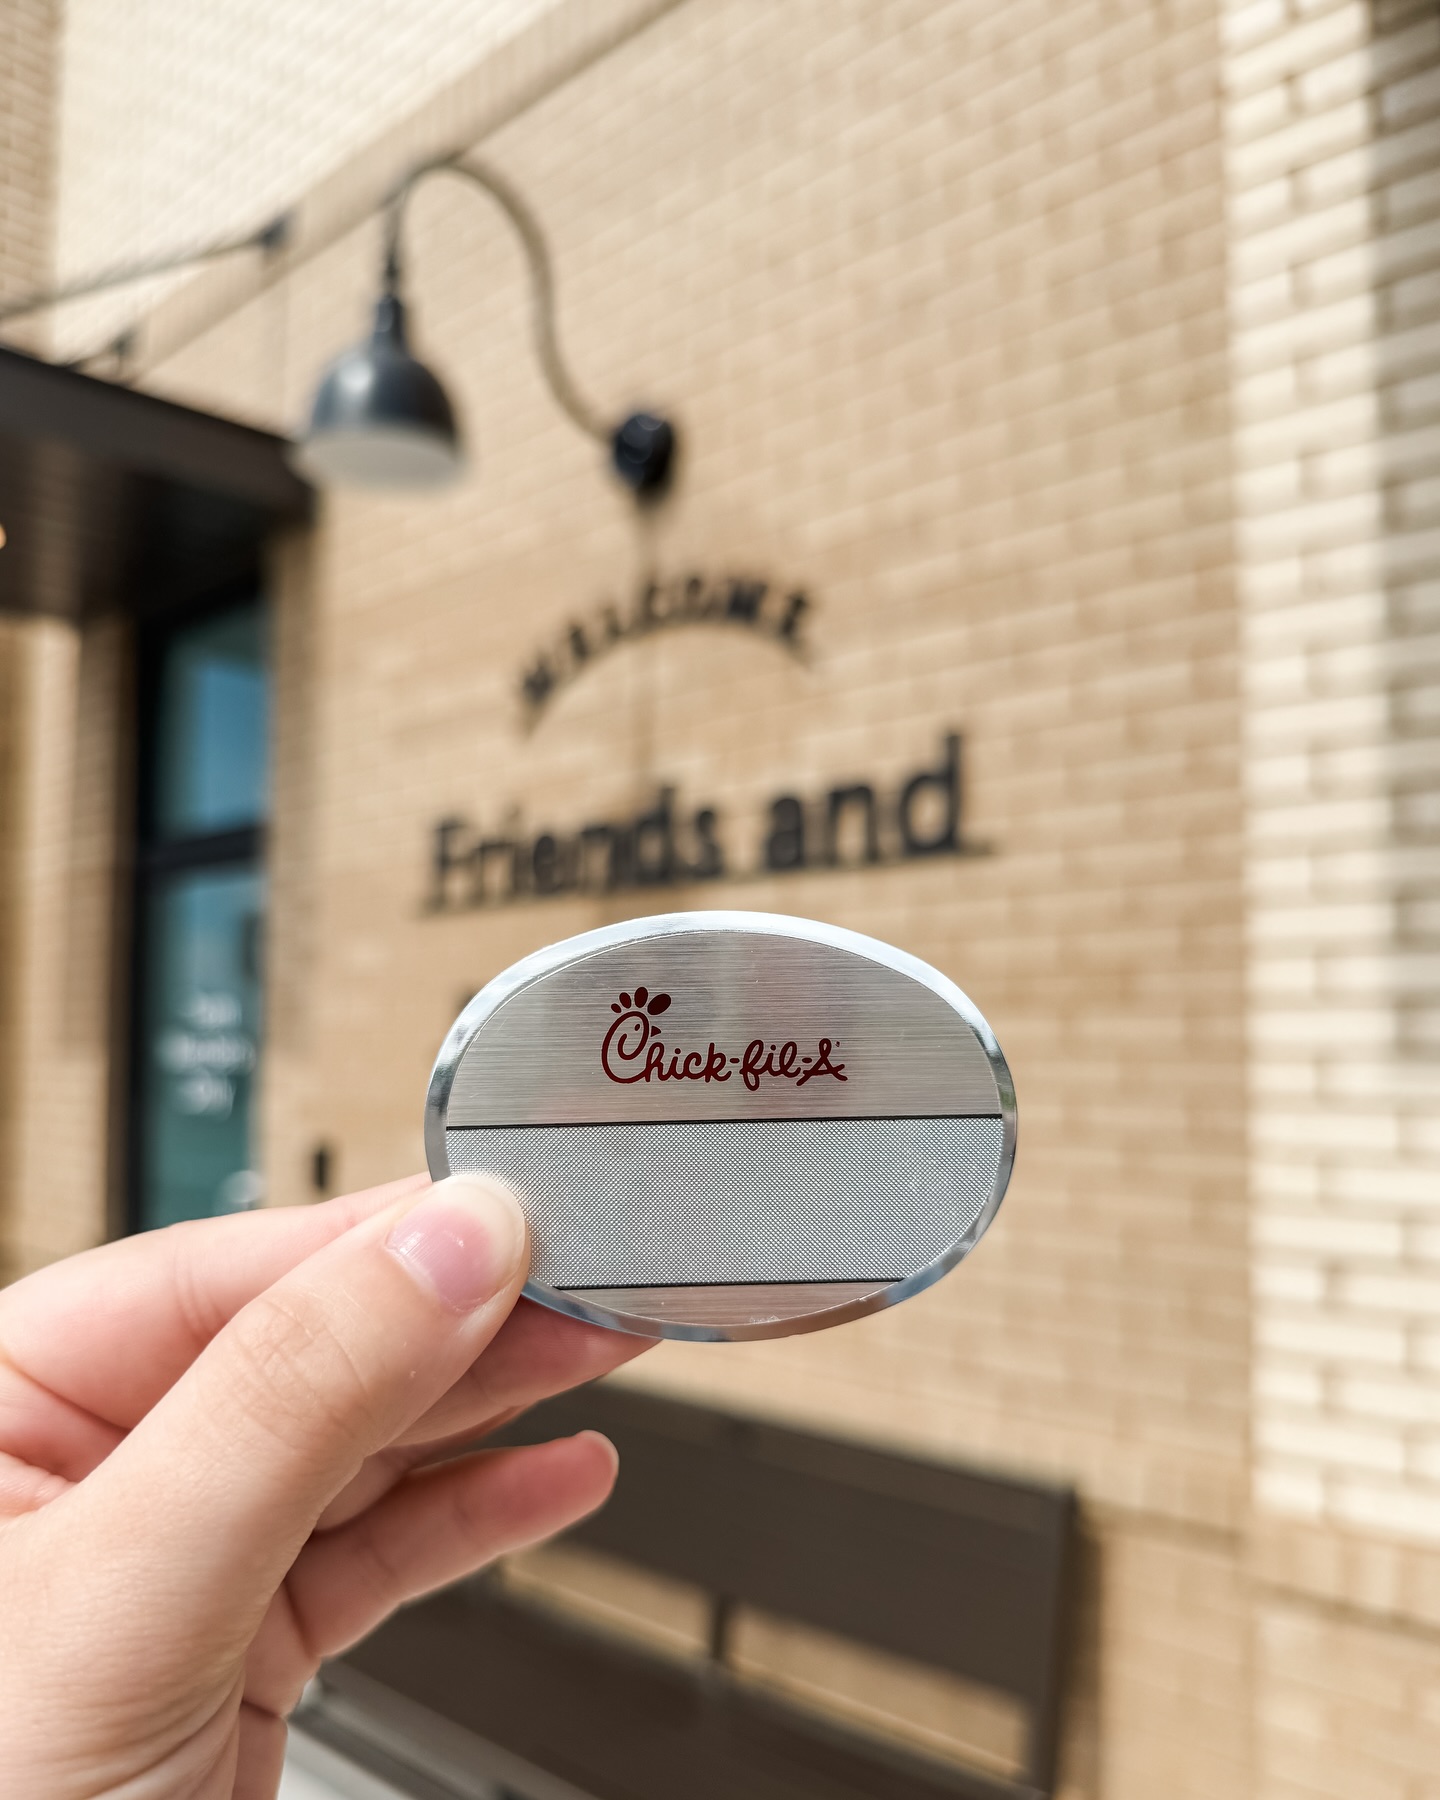 WELCOME
Friends and
Chick-fil-A